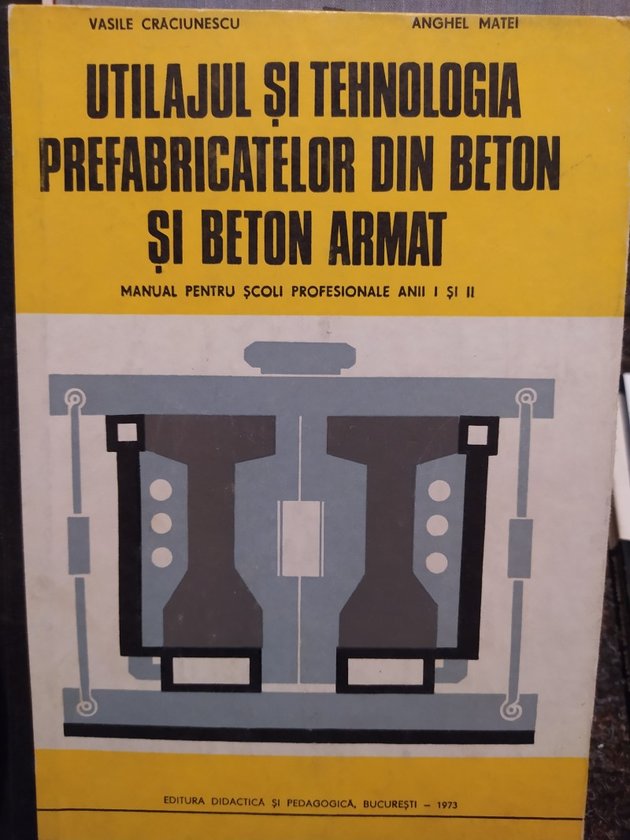 VASILE CRĂCIUNESCU ANGHEL MATEI
UTILAJUL ȘI TEHNOLOGIA
PREFABRICATELOR DIN BETON
ȘI BETON ARMAT
MANUAL PENTRU ȘCOLI PROFESIONALE ANII I ȘI II
EDITURA DIDACTICĂ ȘI PEDAGOGICĂ, BUCUREȘTI – 1973